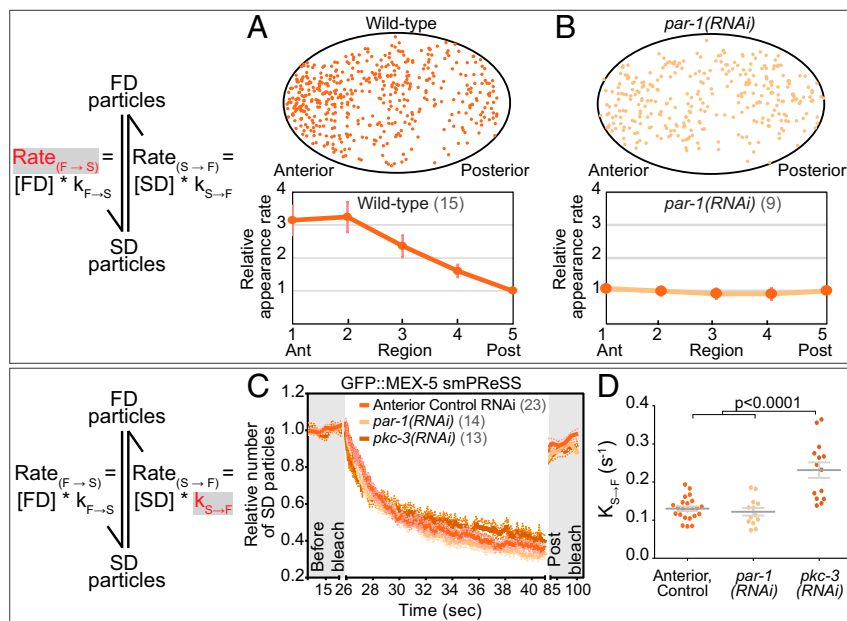 FD
particles
Rate(F → S) =
[FD] * kF→S
Rate(S → F) =
[SD] * kS→F
SD
particles
A
Wild-type
Anterior
Posterior
Relative
appearance rate
4
3
2
1
Wild-type (15)
1
2
3
4
5
Ant
Region
Post
B
par-1(RNAi)
Anterior
Posterior
Relative
appearance rate
4
3
2
1
par-1(RNAi) (9)
1
2
3
4
5
Ant
Region
Post
FD
particles
Rate(F → S) =
[FD] * kF→S
Rate(S → F) =
[SD] * kS→F
SD
particles
C
GFP::MEX-5 smPReSS
Anterior Control RNAi (23)
par-1(RNAi) (14)
pkc-3(RNAi) (13)
Relative number
of SD particles
1.2
1.0
0.8
0.6
0.4
0.2
Before
bleach
Post
bleach
15 26 28 30 32 34 36 38 40 85 100
Time (sec)
D
p<0.0001
KS→F (s-1)
0.4
0.3
0.2
0.1
0.0
Anterior,
Control
par-1
(RNAi)
pkc-3
(RNAi)